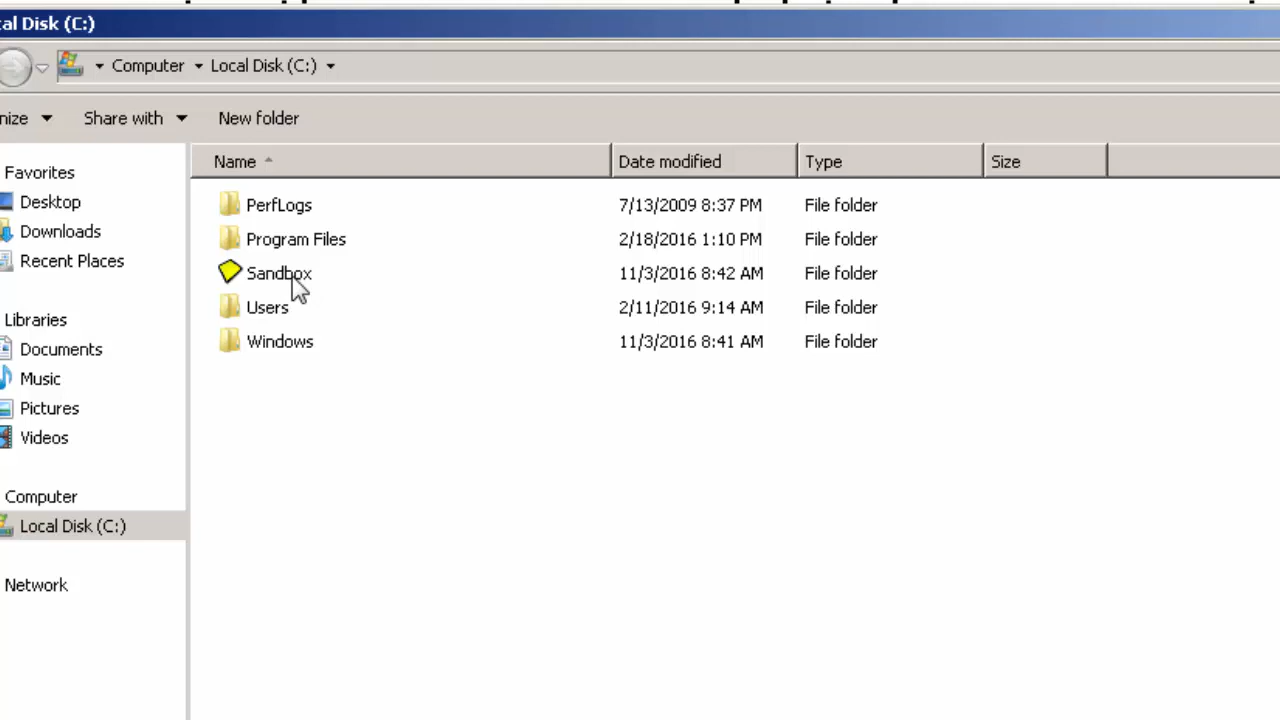 al Disk (C:)
Computer Local Disk (C:)
nize Share with New folder
Name Date modified Type Size
Favorites
Desktop
Downloads
Recent Places
Libraries
Documents
Music
Pictures
Videos
Computer
Local Disk (C:)
Network
PerfLogs 7/13/2009 8:37 PM File folder
Program Files 2/18/2016 1:10 PM File folder
Sandbox 11/3/2016 8:42 AM File folder
Users 2/11/2016 9:14 AM File folder
Windows 11/3/2016 8:41 AM File folder